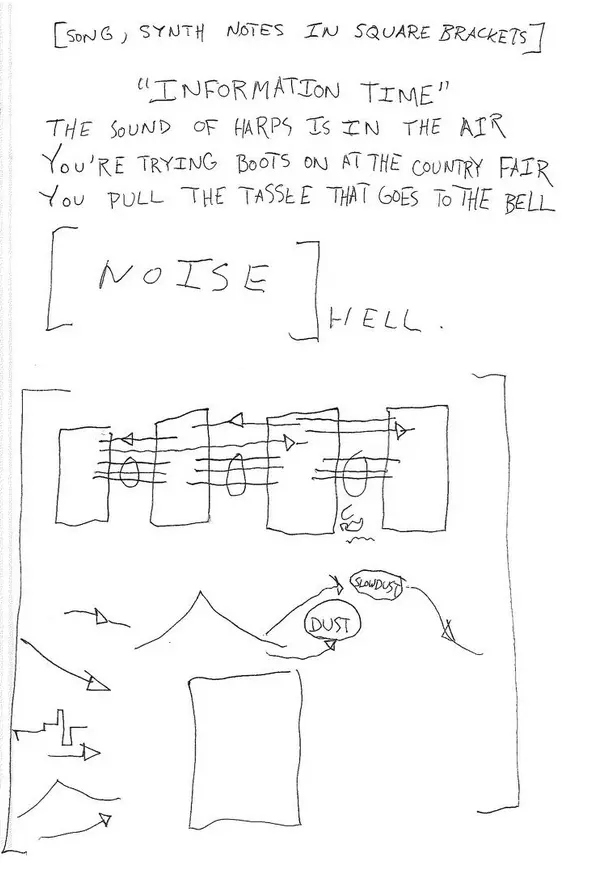 [SONG, SYNTH NOTES IN SQUARE BRACKETS]
"INFORMATION TIME"
THE SOUND OF HARPS IS IN THE AIR
YOU'RE TRYING BOOTS ON AT THE COUNTRY FAIR
YOU PULL THE TASSLE THAT GOES TO THE BELL
[NOISE] HELL.
SLOWDUST
DUST